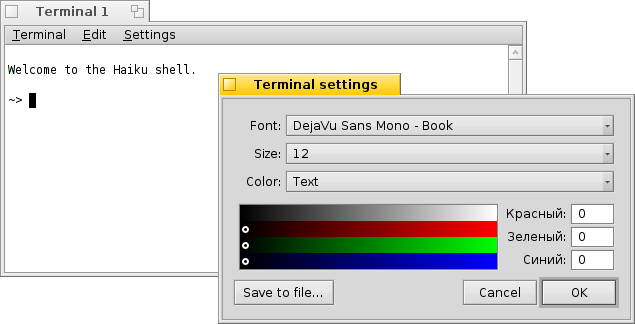 Terminal 1
Terminal Edit Settings
Welcome to the Haiku shell.
~>
Terminal settings
Font: DejaVu Sans Mono - Book
Size: 12
Color: Text
Красный: 0
Зеленый: 0
Синий: 0
Save to file... Cancel OK